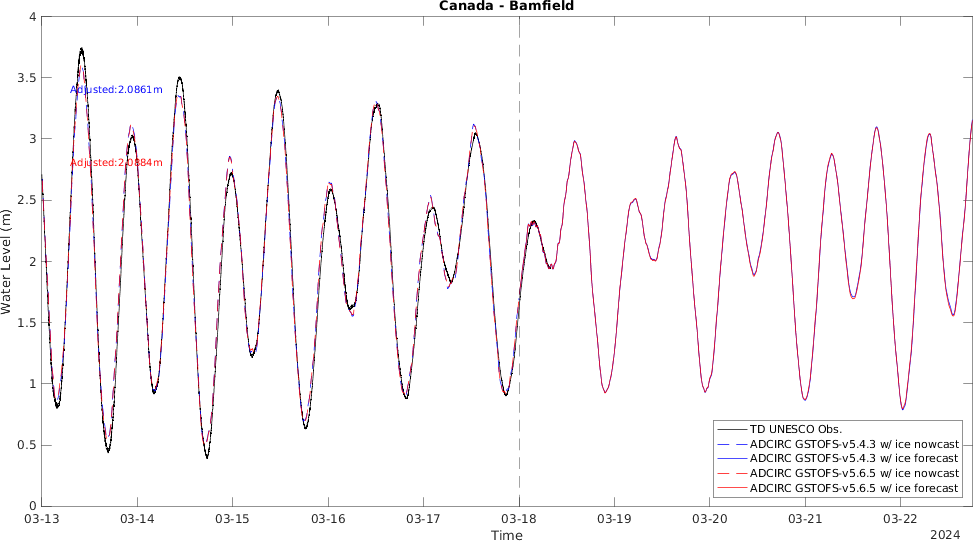 Canada - Bamfield
4
3.5
3
2.5
2
1.5
1
0.5
0
Water Level (m)
Adjusted:2.0861m
Adjusted:2.0884m
TD UNESCO Obs.
ADCIRC GSTOFS-v5.4.3 w/ ice nowcast
ADCIRC GSTOFS-v5.4.3 w/ ice forecast
ADCIRC GSTOFS-v5.6.5 w/ ice nowcast
ADCIRC GSTOFS-v5.6.5 w/ ice forecast
03-13 03-14 03-15 03-16 03-17 03-18 03-19 03-20 03-21 03-22
Time
2024